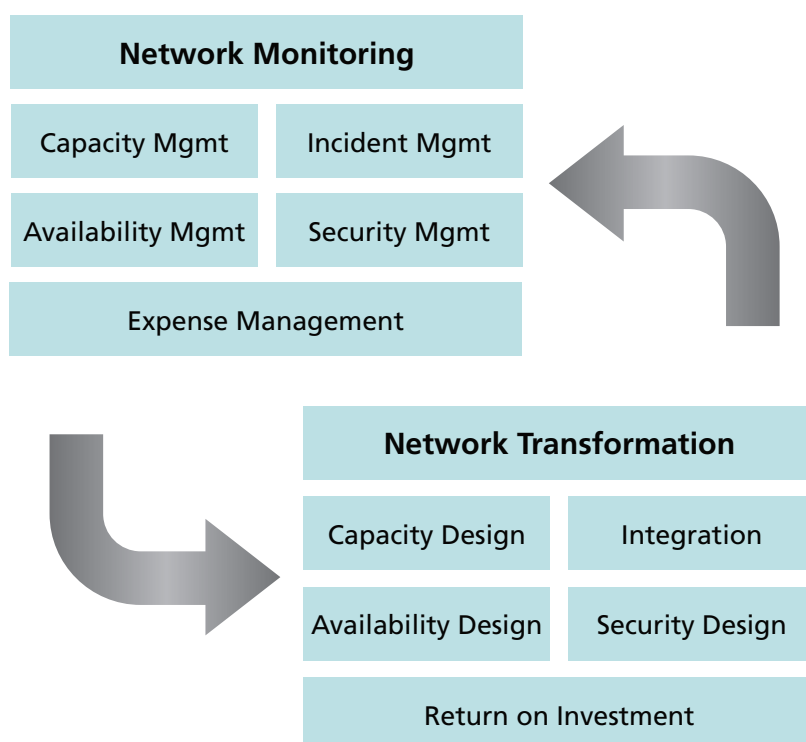 Network Monitoring
Capacity Mgmt
Incident Mgmt
Availability Mgmt
Security Mgmt
Expense Management
Network Transformation
Capacity Design
Integration
Availability Design
Security Design
Return on Investment